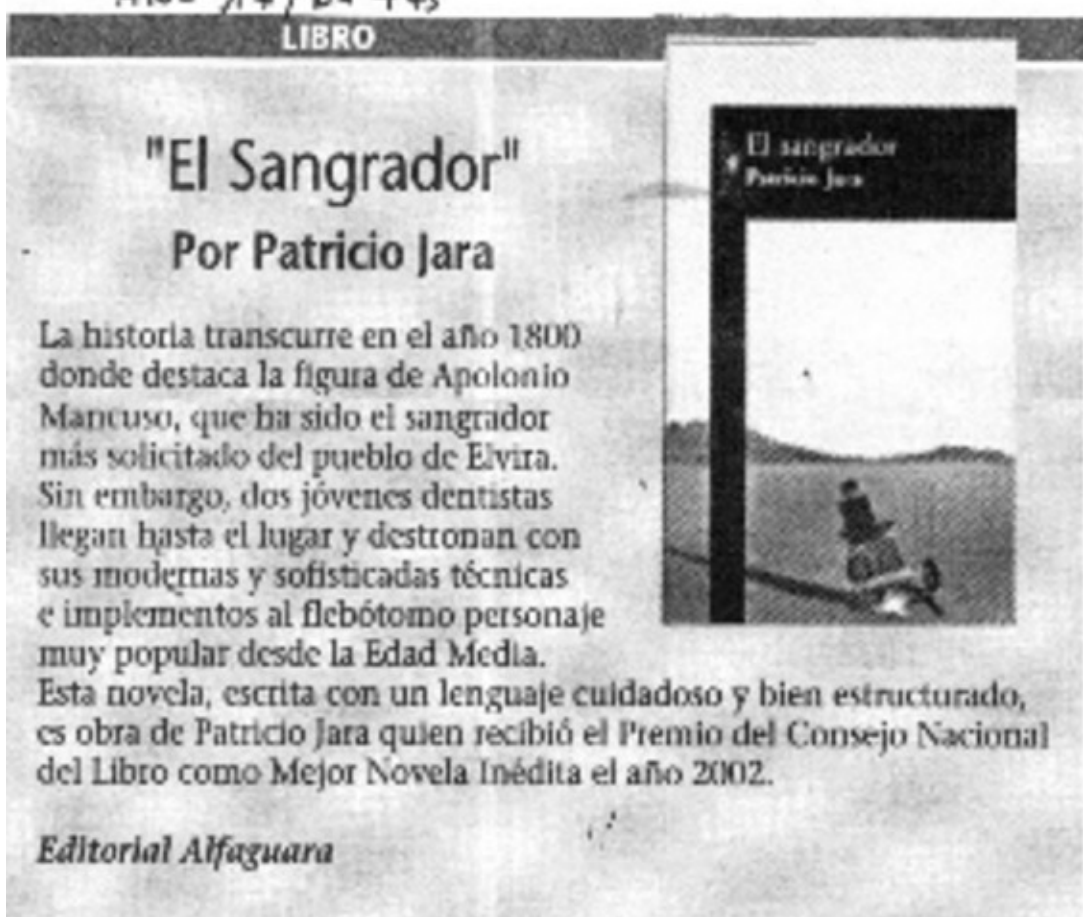 LIBRO
"El Sangrador"
Por Patricio Jara
El sangrador
Patricio Jara
La historia transcurre en el año 1800
donde destaca la figura de Apolonio
Mancuso, que ha sido el sangrador
más solicitado del pueblo de Elvira.
Sin embargo, dos jóvenes dentistas
llegan hasta el lugar y destronan con
sus modernas y sofisticadas técnicas
e implementos al flebótomo personaje
muy popular desde la Edad Media.
Esta novela, escrita con un lenguaje cuidadoso y bien estructurado,
es obra de Patricio Jara quien recibió el Premio del Consejo Nacional
del Libro como Mejor Novela Inédita el año 2002.
Editorial Alfaguara